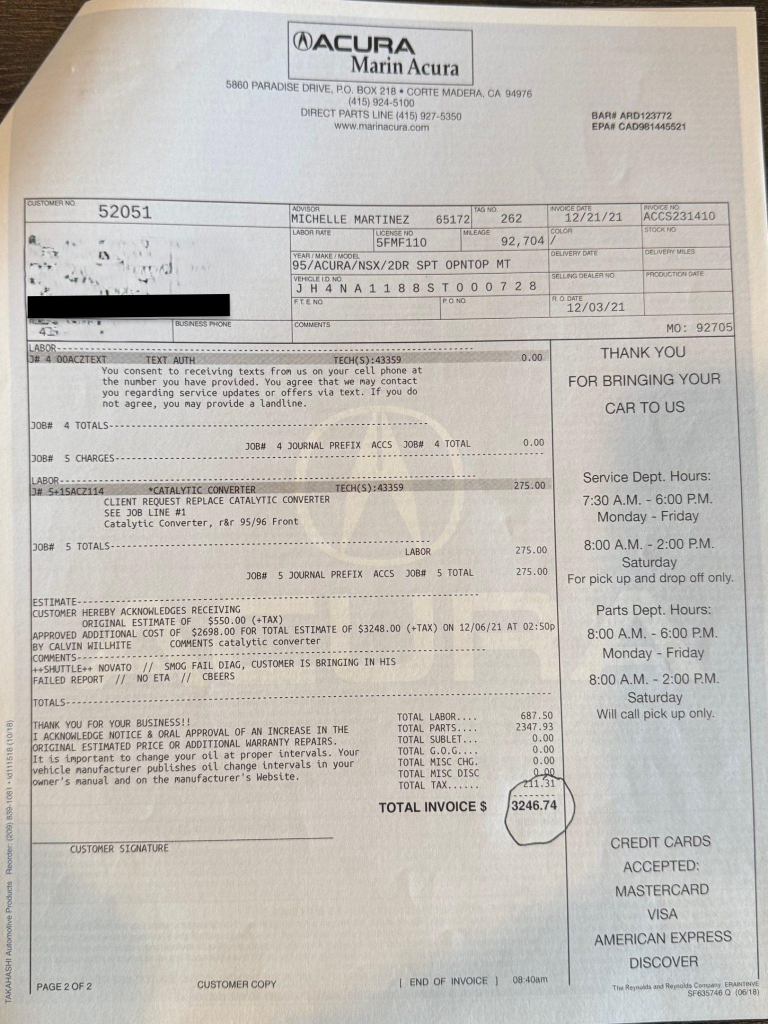 ACURA
Marin Acura
5860 PARADISE DRIVE, P.O. BOX 218 • CORTE MADERA, CA 94976
(415) 924-5100
DIRECT PARTS LINE (415) 927-5350
www.marinacura.com
BAR# ARD123772
EPA# CAD981445521
CUSTOMER NO. 52051
ADVISOR MICHELLE MARTINEZ 65172
TAG NO. 262
INVOICE DATE 12/21/21
INVOICE NO. ACCS231410
LABOR RATE
LICENSE NO. 5FMF110
MILEAGE 92,704
COLOR /
STOCK NO.
YEAR / MAKE / MODEL 95/ACURA/NSX/2DR SPT OPNTOP MT
DELIVERY DATE
DELIVERY MILES
VEHICLE I.D. NO. JH4NA1188ST000728
SELLING DEALER NO.
PRODUCTION DATE
F.T.E. NO.
P.O. NO.
R.O. DATE 12/03/21
BUSINESS PHONE
COMMENTS
MO: 92705
LABOR
J# 4 00ACZTEXT TEXT AUTH TECH(S):43359 0.00
You consent to receiving texts from us on your cell phone at
the number you have provided. You agree that we may contact
you regarding service updates or offers via text. If you do
not agree, you may provide a landline.
JOB# 4 TOTALS
JOB# 4 JOURNAL PREFIX ACCS JOB# 4 TOTAL 0.00
JOB# 5 CHARGES
LABOR
J# 5+15ACZ114 *CATALYTIC CONVERTER TECH(S):43359 275.00
CLIENT REQUEST REPLACE CATALYTIC CONVERTER
SEE JOB LINE #1
Catalytic Converter, r&r 95/96 Front
JOB# 5 TOTALS
LABOR 275.00
JOB# 5 JOURNAL PREFIX ACCS JOB# 5 TOTAL 275.00
ESTIMATE
CUSTOMER HEREBY ACKNOWLEDGES RECEIVING
ORIGINAL ESTIMATE OF $550.00 (+TAX)
APPROVED ADDITIONAL COST OF $2698.00 FOR TOTAL ESTIMATE OF $3248.00 (+TAX) ON 12/06/21 AT 02:50p
BY CALVIN WILLHITE COMMENTS catalytic converter
COMMENTS
++SHUTTLE++ NOVATO // SMOG FAIL DIAG, CUSTOMER IS BRINGING IN HIS
FAILED REPORT // NO ETA // CBEERS
TOTALS
THANK YOU FOR YOUR BUSINESS!!
I ACKNOWLEDGE NOTICE & ORAL APPROVAL OF AN INCREASE IN THE
ORIGINAL ESTIMATED PRICE OR ADDITIONAL WARRANTY REPAIRS.
It is important to change your oil at proper intervals. Your
vehicle manufacturer publishes oil change intervals in your
owner's manual and on the manufacturer's Website.
TOTAL LABOR.... 687.50
TOTAL PARTS.... 2347.93
TOTAL SUBLET... 0.00
TOTAL G.O.G.... 0.00
TOTAL MISC CHG. 0.00
TOTAL MISC DISC 0.00
TOTAL TAX...... 211.31
TOTAL INVOICE $ 3246.74
CUSTOMER SIGNATURE
THANK YOU
FOR BRINGING YOUR
CAR TO US
Service Dept. Hours:
7:30 A.M. - 6:00 P.M.
Monday - Friday
8:00 A.M. - 2:00 P.M.
Saturday
For pick up and drop off only.
Parts Dept. Hours:
8:00 A.M. - 6:00 P.M.
Monday - Friday
8:00 A.M. - 2:00 P.M.
Saturday
Will call pick up only.
CREDIT CARDS
ACCEPTED:
MASTERCARD
VISA
AMERICAN EXPRESS
DISCOVER
PAGE 2 OF 2
CUSTOMER COPY
[ END OF INVOICE ] 08:40am
The Reynolds and Reynolds Company ERAINTINVE
SF635746 Q (06/18)
TAKAHASHI Automotive Products Reorder: (209) 839-1081 • id111518 (10/18)